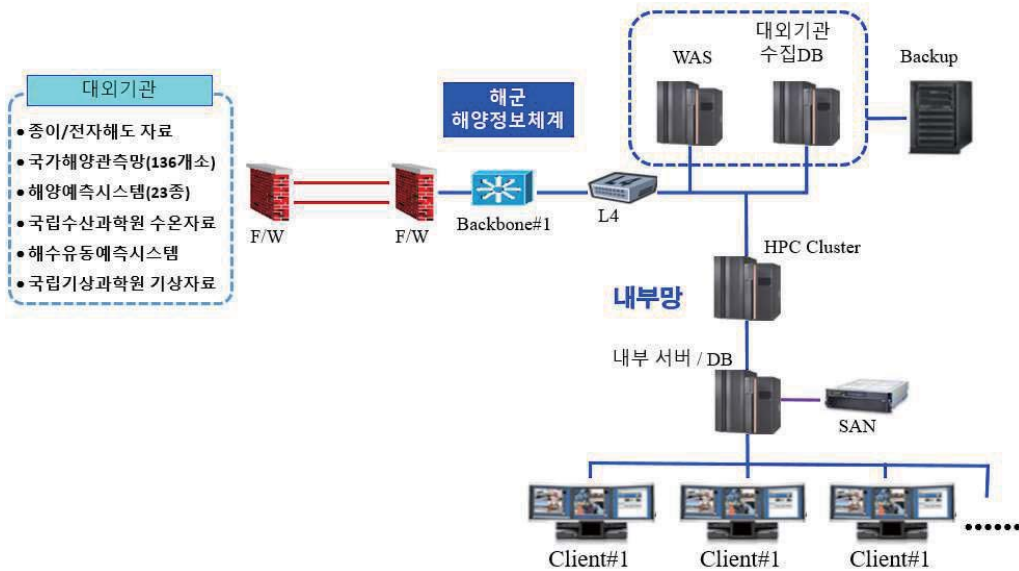 대외기관
● 종이/전자해도 자료
● 국가해양관측망(136개소)
● 해양예측시스템(23종)
● 국립수산과학원 수온자료
● 해수유동예측시스템
● 국립기상과학원 기상자료
F/W
F/W
해군
해양정보체계
Backbone#1
L4
WAS
대외기관
수집DB
Backup
HPC Cluster
내부망
내부 서버 / DB
SAN
Client#1
Client#1
Client#1
••••••